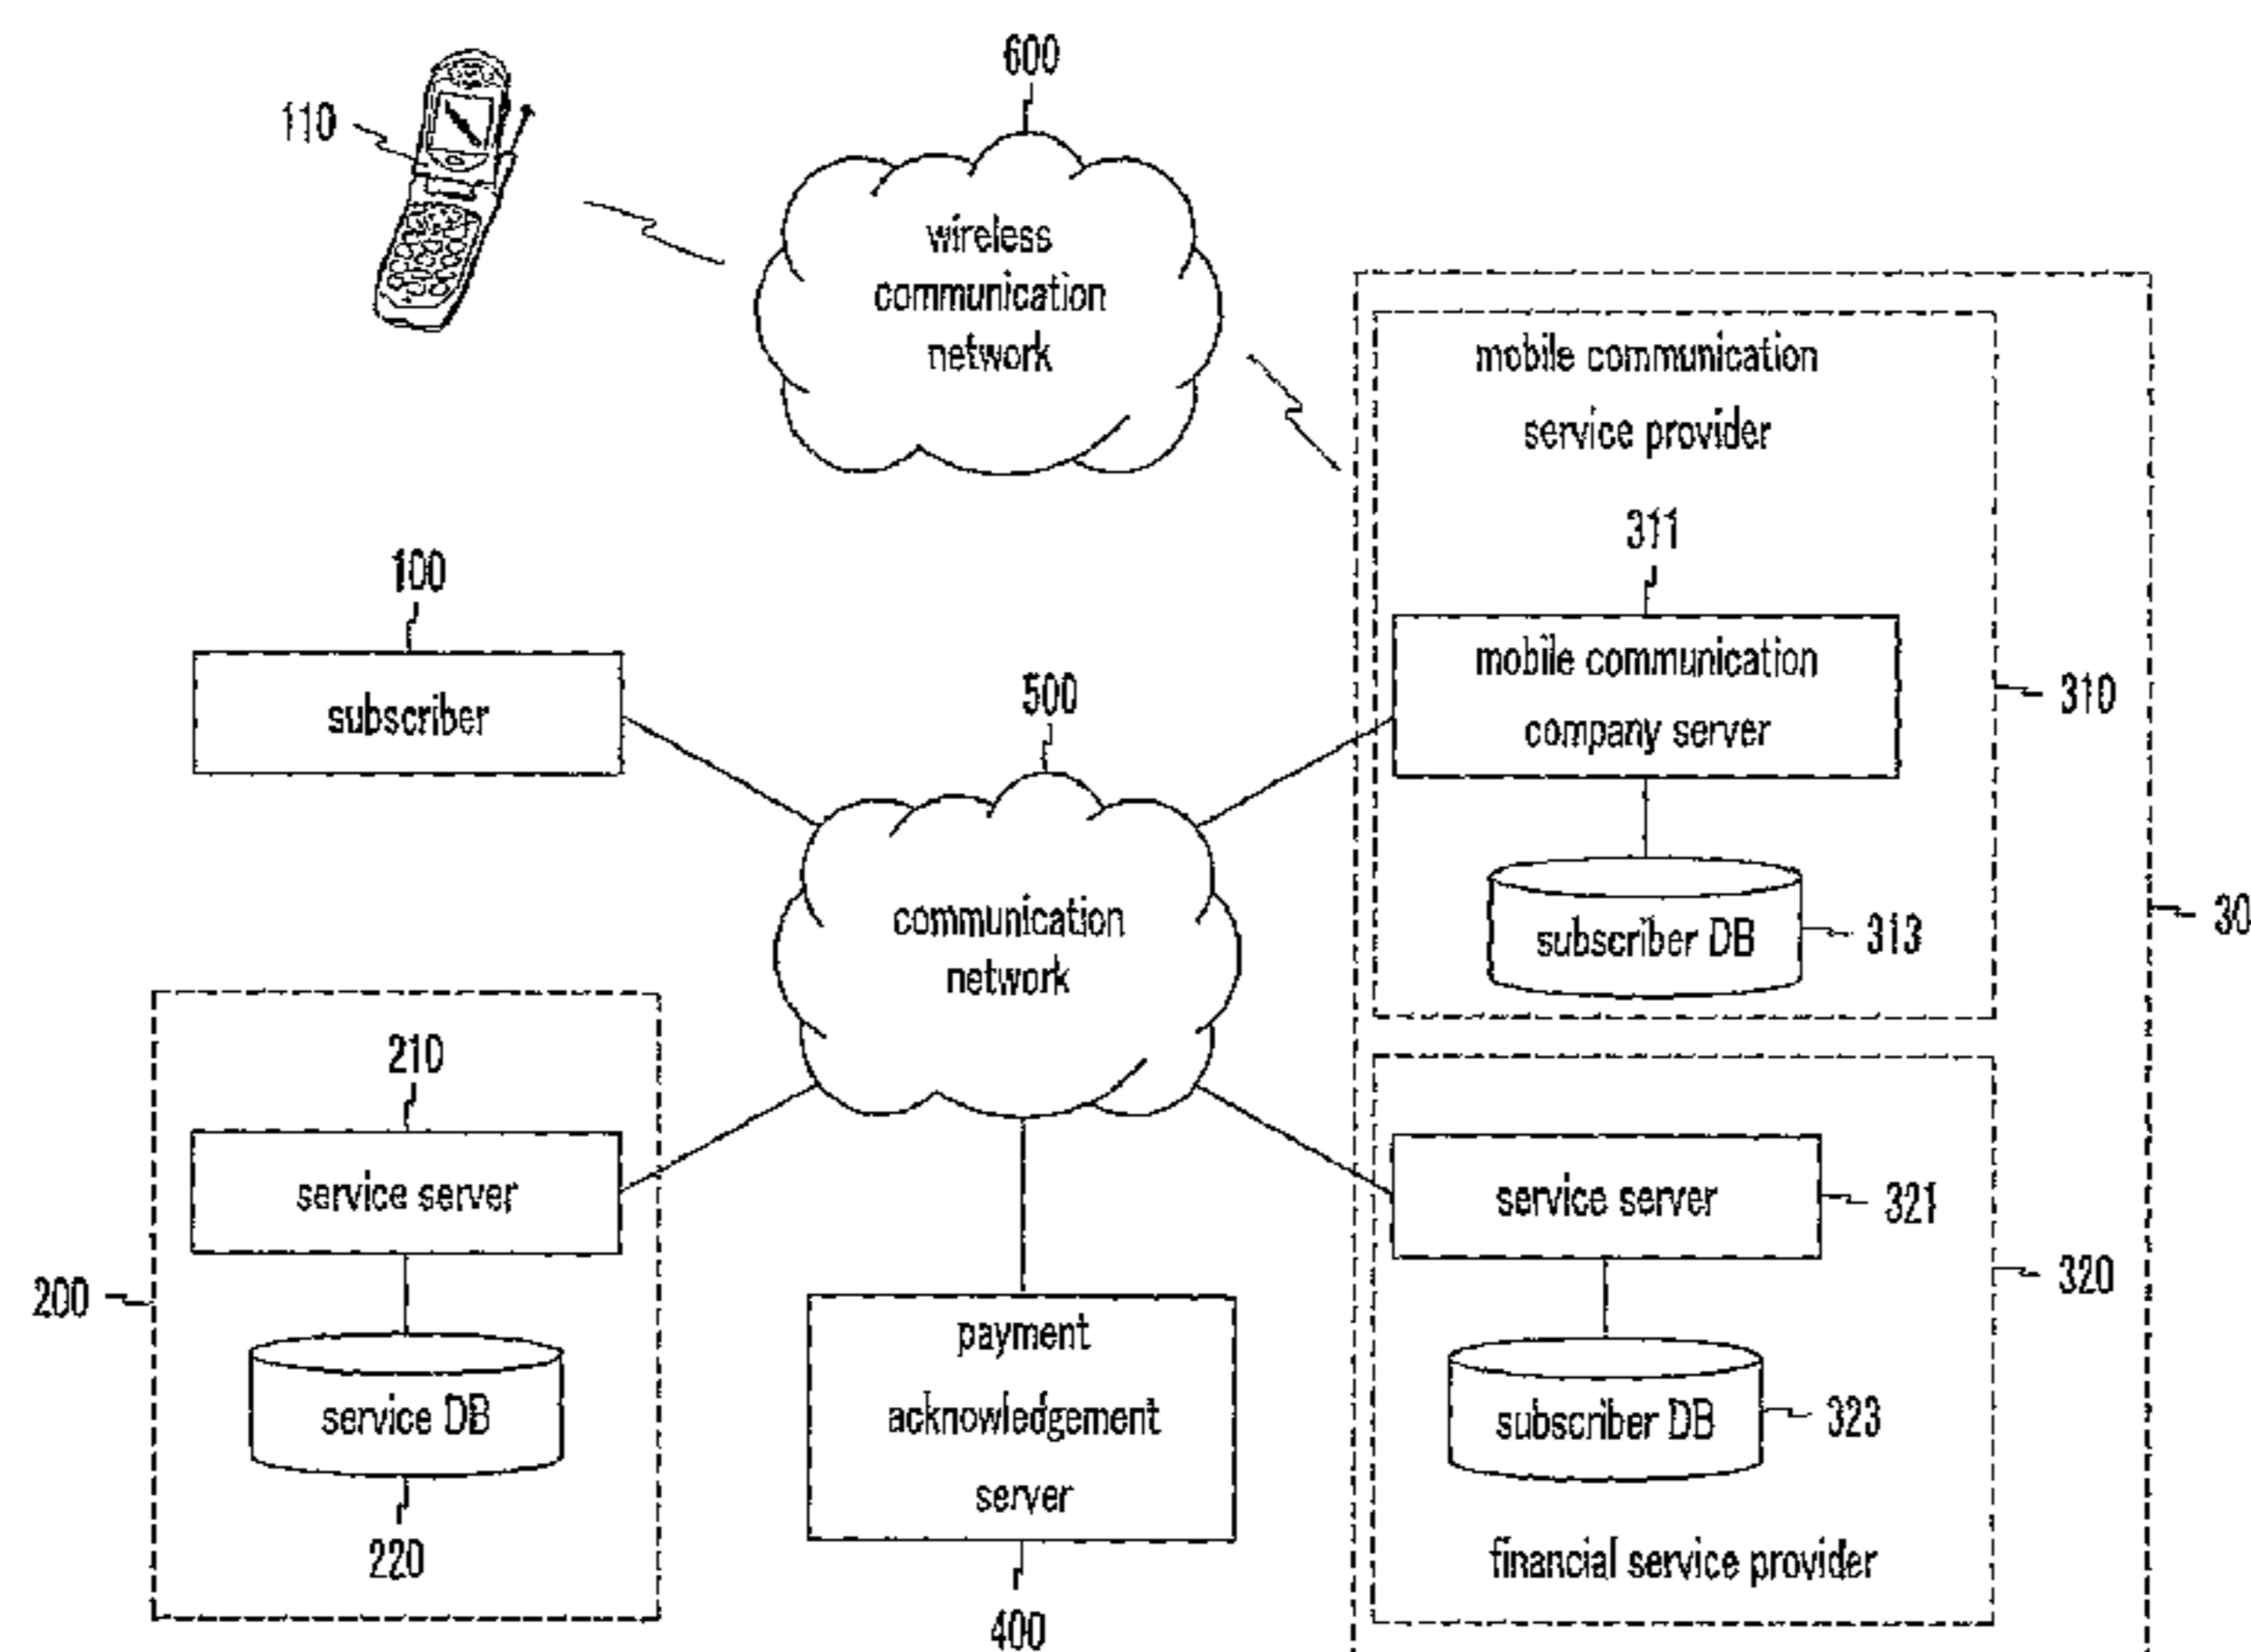 600
110
wireless
communication
network
mobile communication
service provider
311
100
subscriber
mobile communication
company server
310
500
communication
network
subscriber DB
313
30
210
service server
service server
321
200
320
payment
acknowledgement
server
service DB
subscriber DB
323
220
financial service provider
400